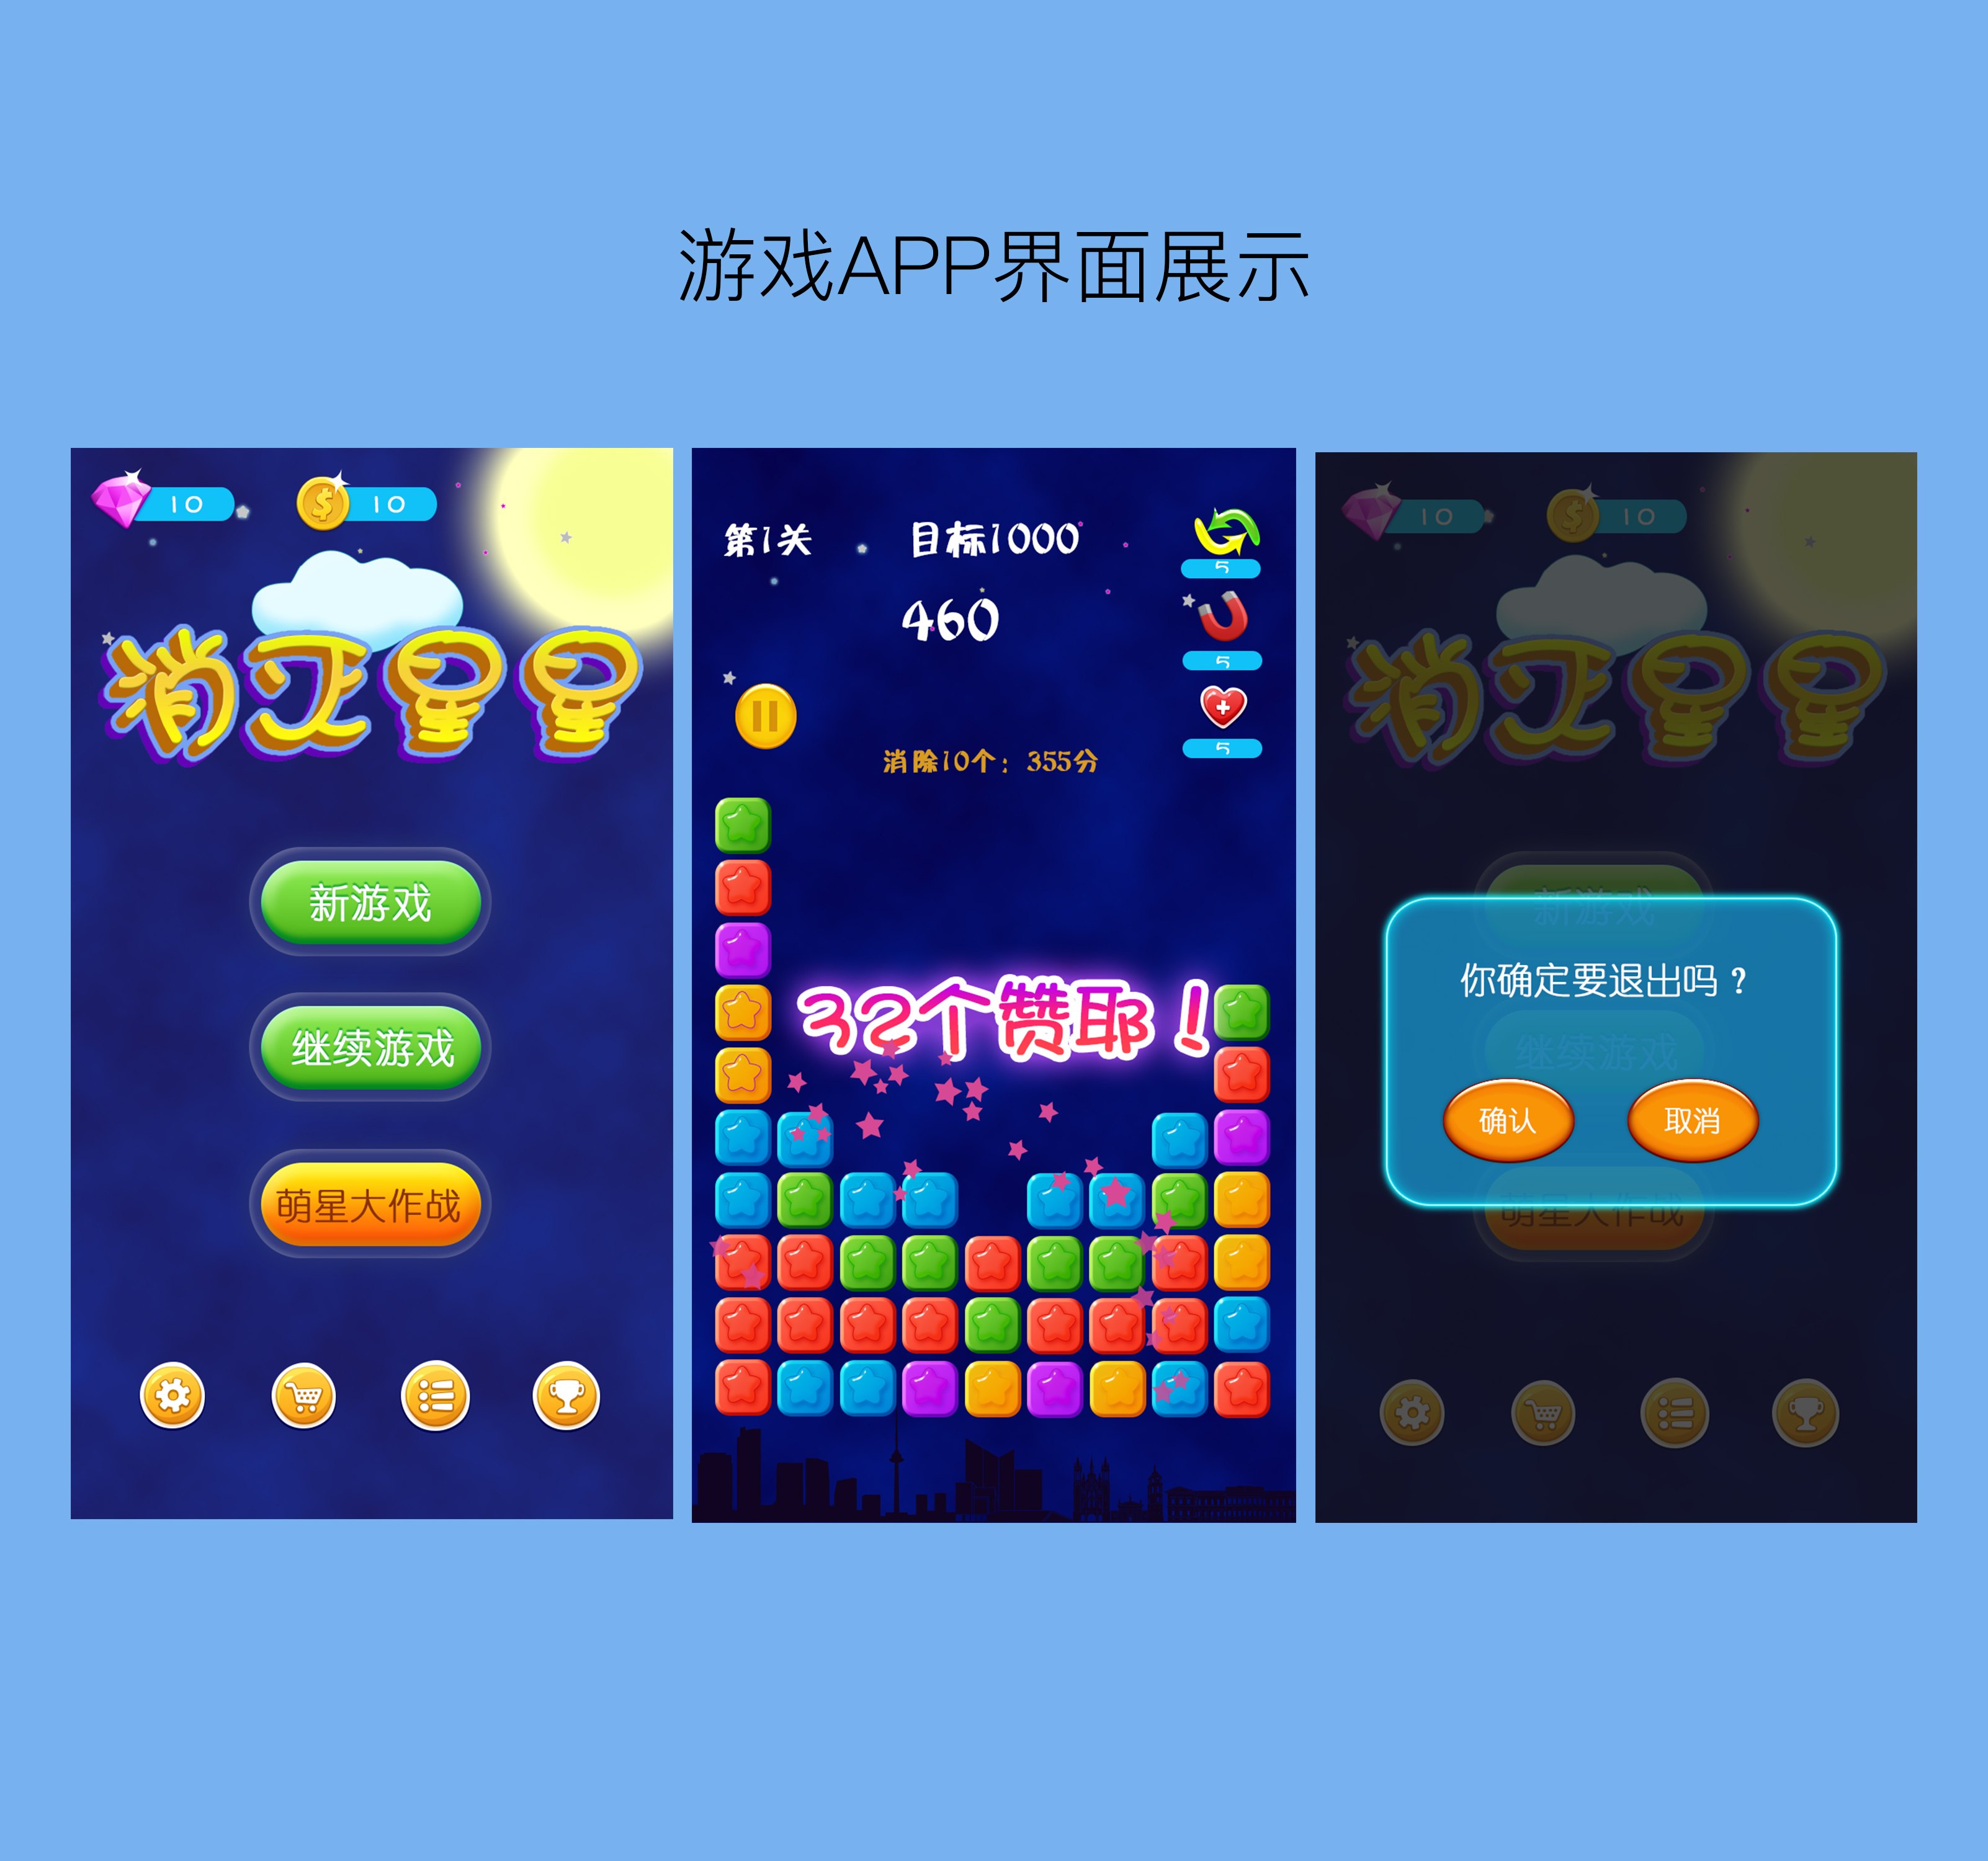 游戏APP界面展示
10 10
消灭星星
新游戏
继续游戏
萌星大作战
第1关 目标1000
5
460
5
5
消除10个：355分
32个赞耶！
10 10
消灭星星
新游戏
你确定要退出吗？
继续游戏
确认 取消
萌星大作战